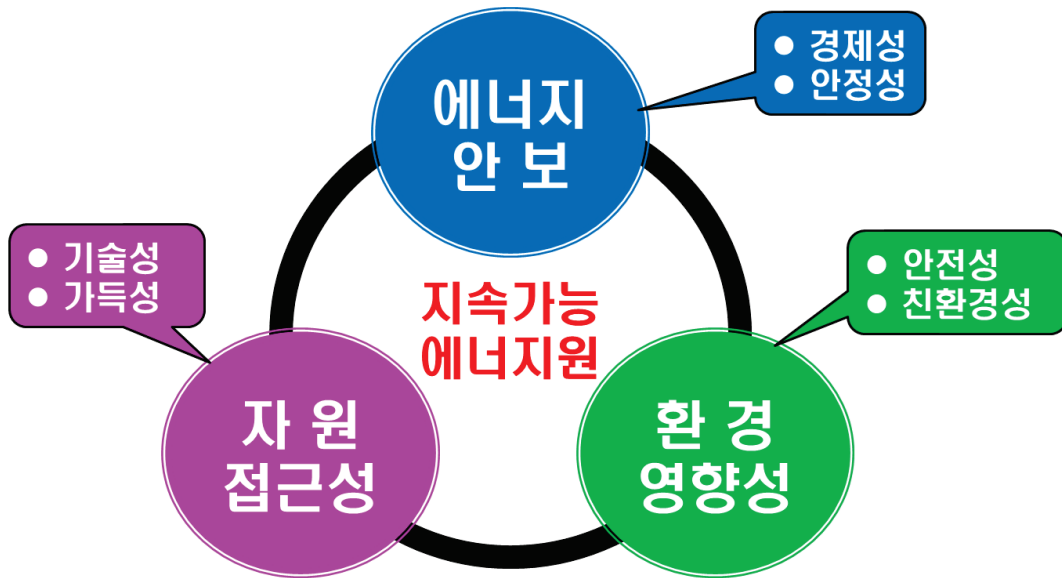 에너지
안 보
● 경제성
● 안정성
● 기술성
● 가득성
● 안전성
● 친환경성
지속가능
에너지원
자 원
접근성
환 경
영향성